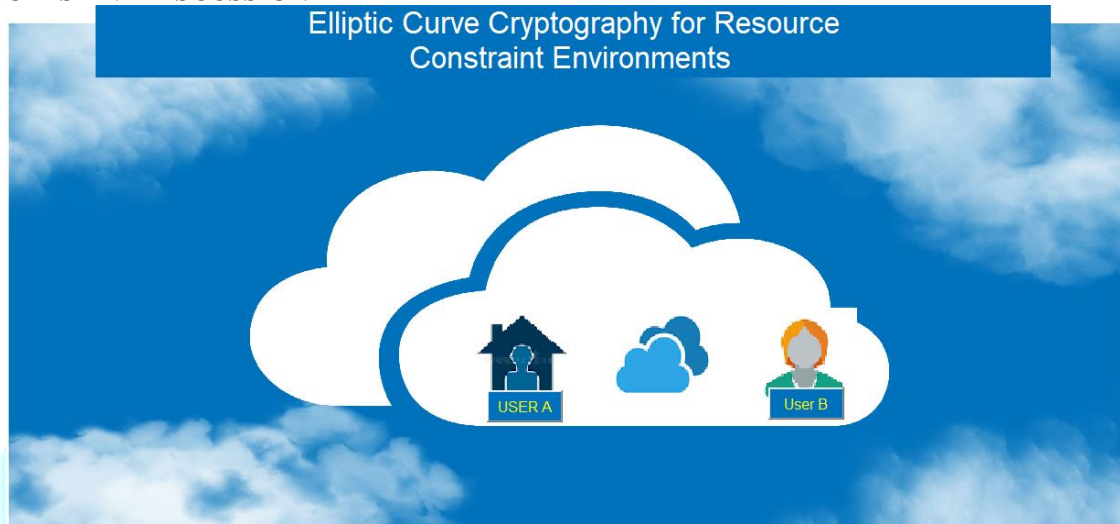 Elliptic Curve Cryptography for Resource
Constraint Environments
USER A
User B